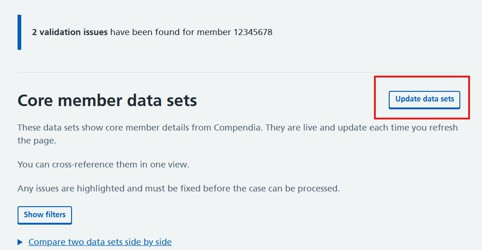 2 validation issues have been found for member 12345678
Core member data sets
Update data sets
These data sets show core member details from Compendia. They are live and update each time you refresh
the page.
You can cross-reference them in one view.
Any issues are highlighted and must be fixed before the case can be processed.
Show filters
Compare two data sets side by side